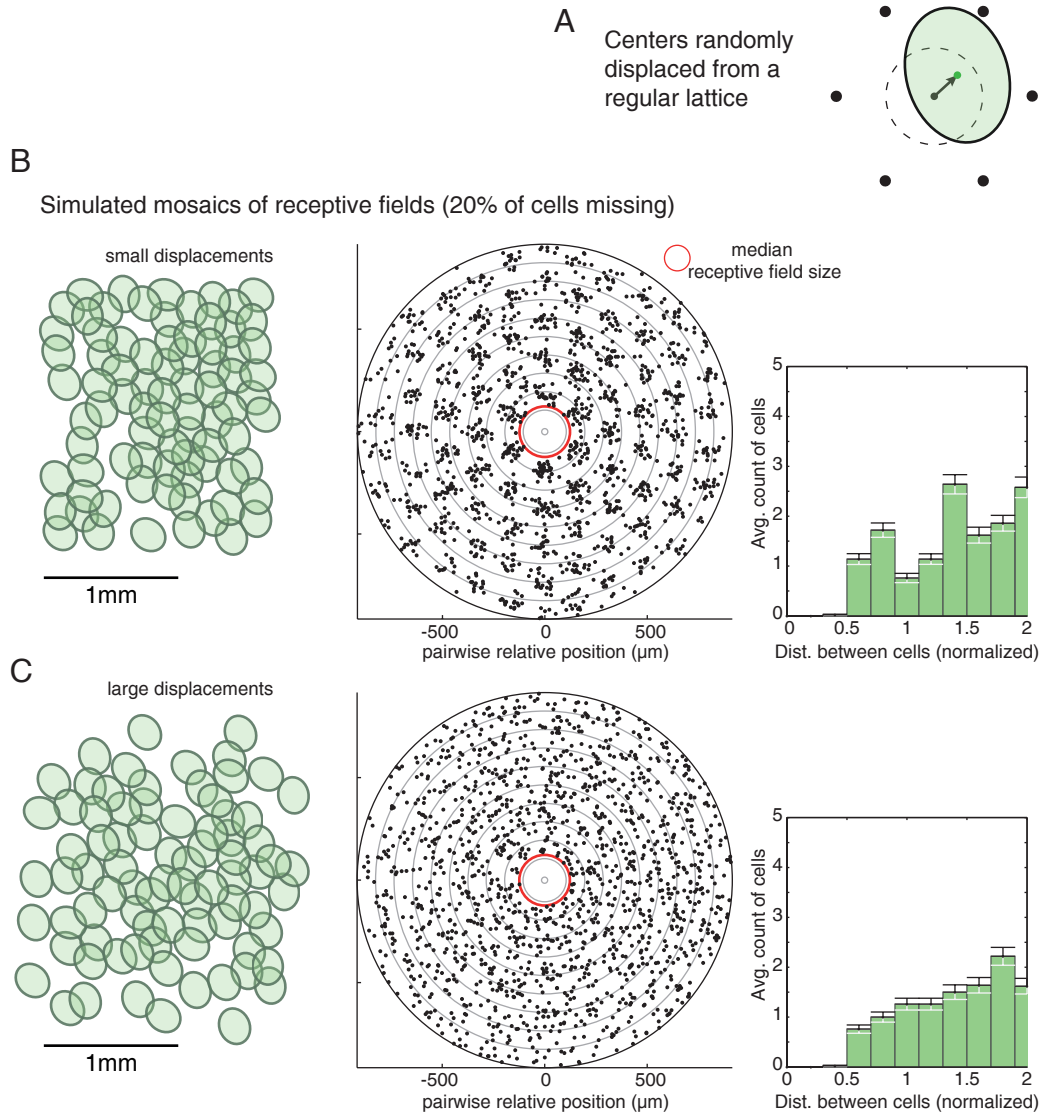 A
Centers randomly
displaced from a
regular lattice
B
Simulated mosaics of receptive fields (20% of cells missing)
small displacements
1mm
median
receptive field size
-500 0 500
pairwise relative position (µm)
5
4
3
2
1
0
Avg. count of cells
0 0.5 1 1.5 2
Dist. between cells (normalized)
C
large displacements
1mm
-500 0 500
pairwise relative position (µm)
5
4
3
2
1
0
Avg. count of cells
0 0.5 1 1.5 2
Dist. between cells (normalized)